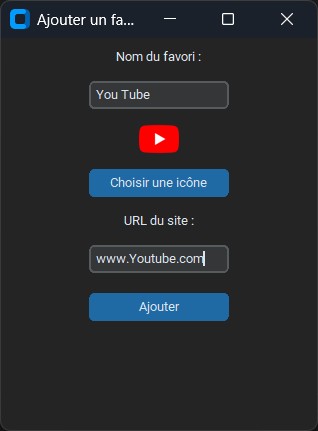 Ajouter un fa...
Nom du favori :
You Tube
Choisir une icône
URL du site :
www.Youtube.com
Ajouter